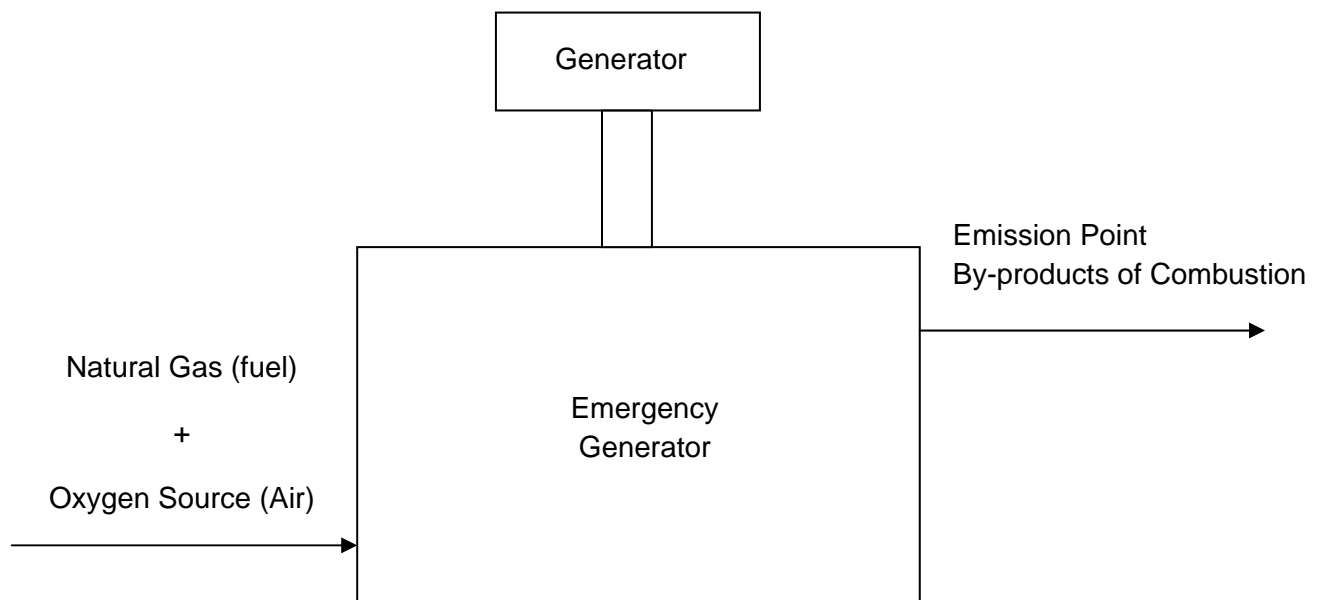 Generator
Emission Point
By-products of Combustion
Natural Gas (fuel)
+
Oxygen Source (Air)
Emergency
Generator